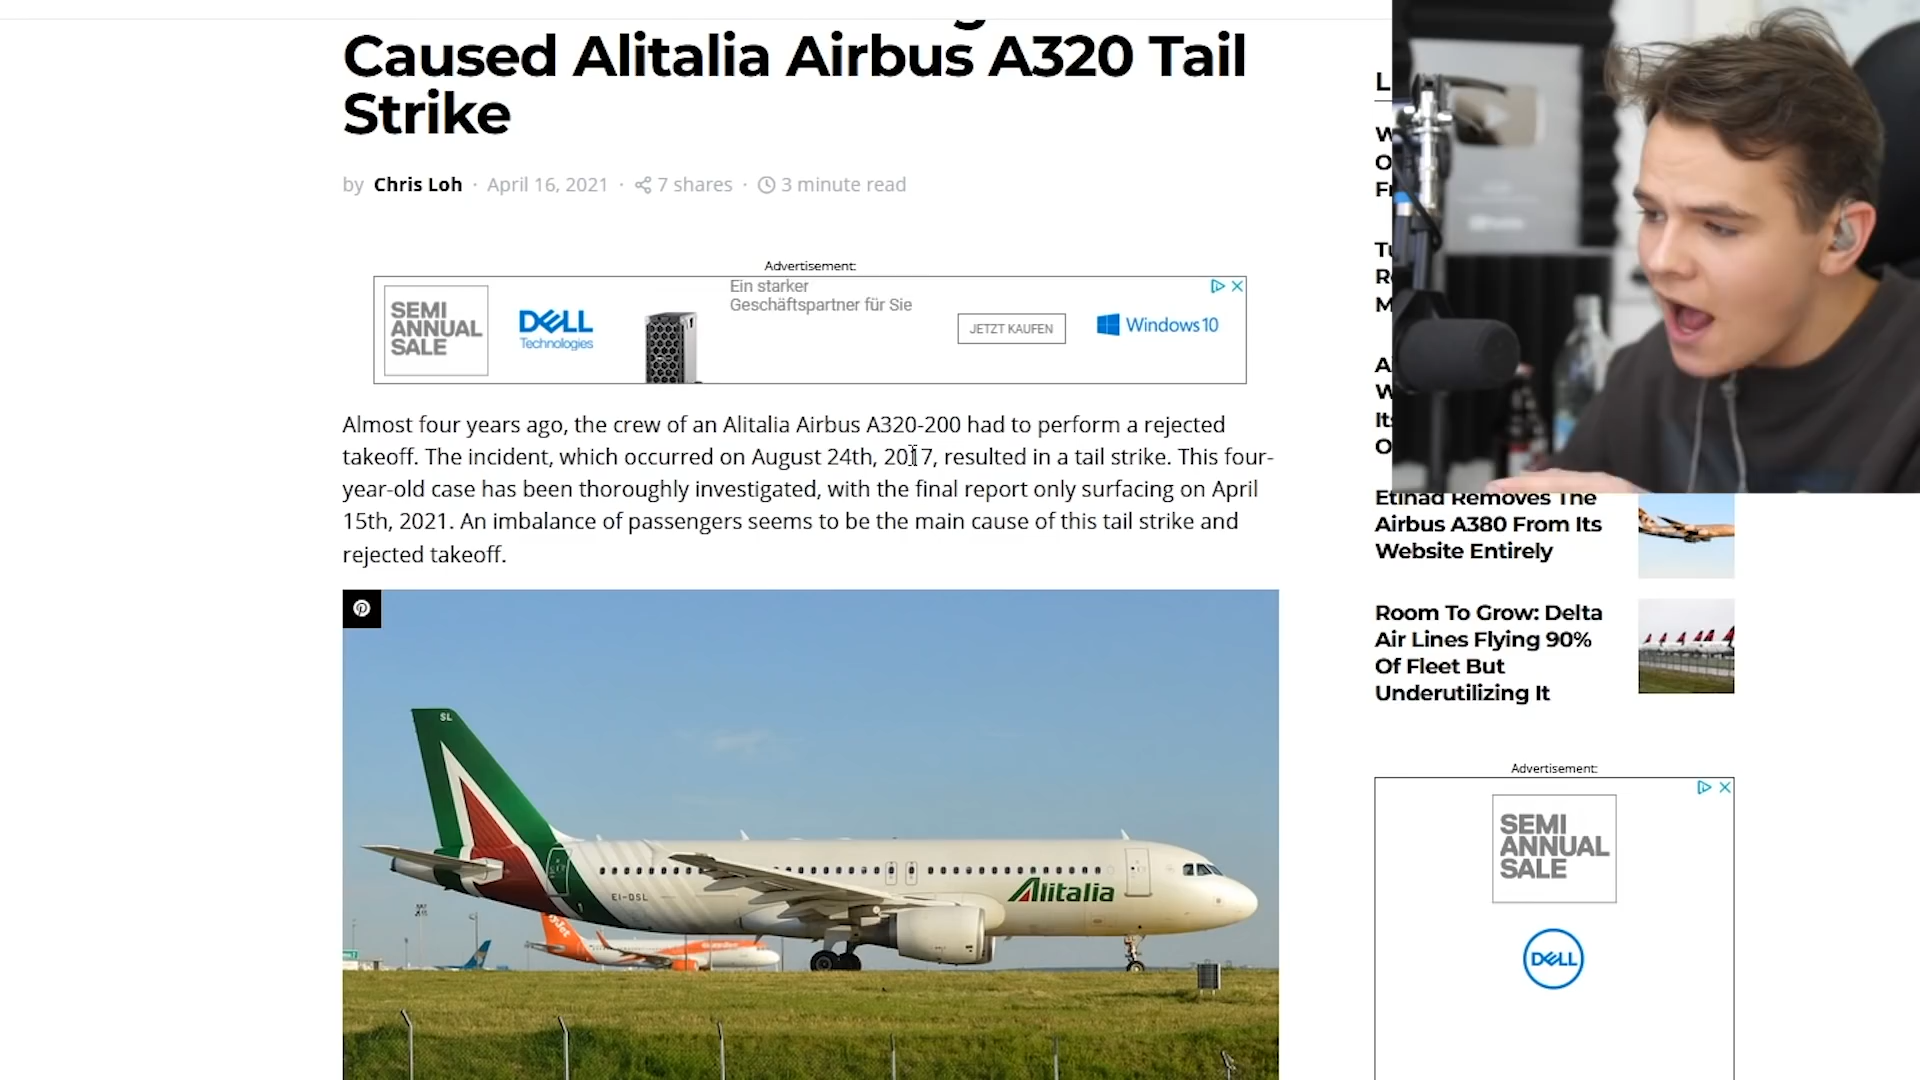 Caused Alitalia Airbus A320 Tail
Strike
by Chris Loh · April 16, 2021 · 7 shares · 3 minute read
Advertisement:
SEMI
ANNUAL
SALE
DELL
Technologies
Ein starker
Geschäftspartner für Sie
JETZT KAUFEN
Windows 10
Almost four years ago, the crew of an Alitalia Airbus A320-200 had to perform a rejected
takeoff. The incident, which occurred on August 24th, 2017, resulted in a tail strike. This four-
year-old case has been thoroughly investigated, with the final report only surfacing on April
15th, 2021. An imbalance of passengers seems to be the main cause of this tail strike and
rejected takeoff.
SL
EI-DSL
Alitalia
easyJet
Etihad Removes The
Airbus A380 From Its
Website Entirely
Room To Grow: Delta
Air Lines Flying 90%
Of Fleet But
Underutilizing It
Advertisement:
SEMI
ANNUAL
SALE
DELL